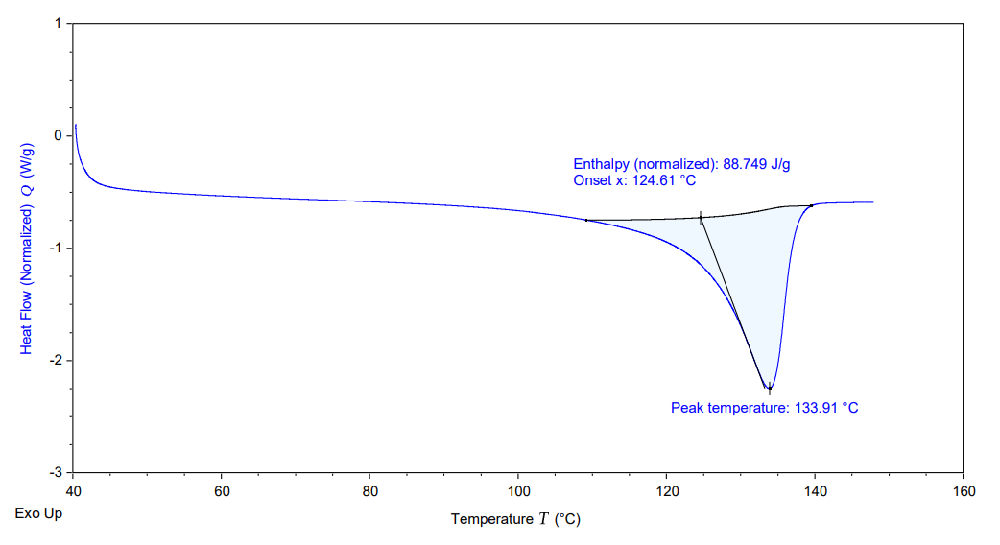 1
0
-1
-2
-3
Heat Flow (Normalized) Q (W/g)
Enthalpy (normalized): 88.749 J/g
Onset x: 124.61 °C
Peak temperature: 133.91 °C
40 60 80 100 120 140 160
Exo Up
Temperature T (°C)